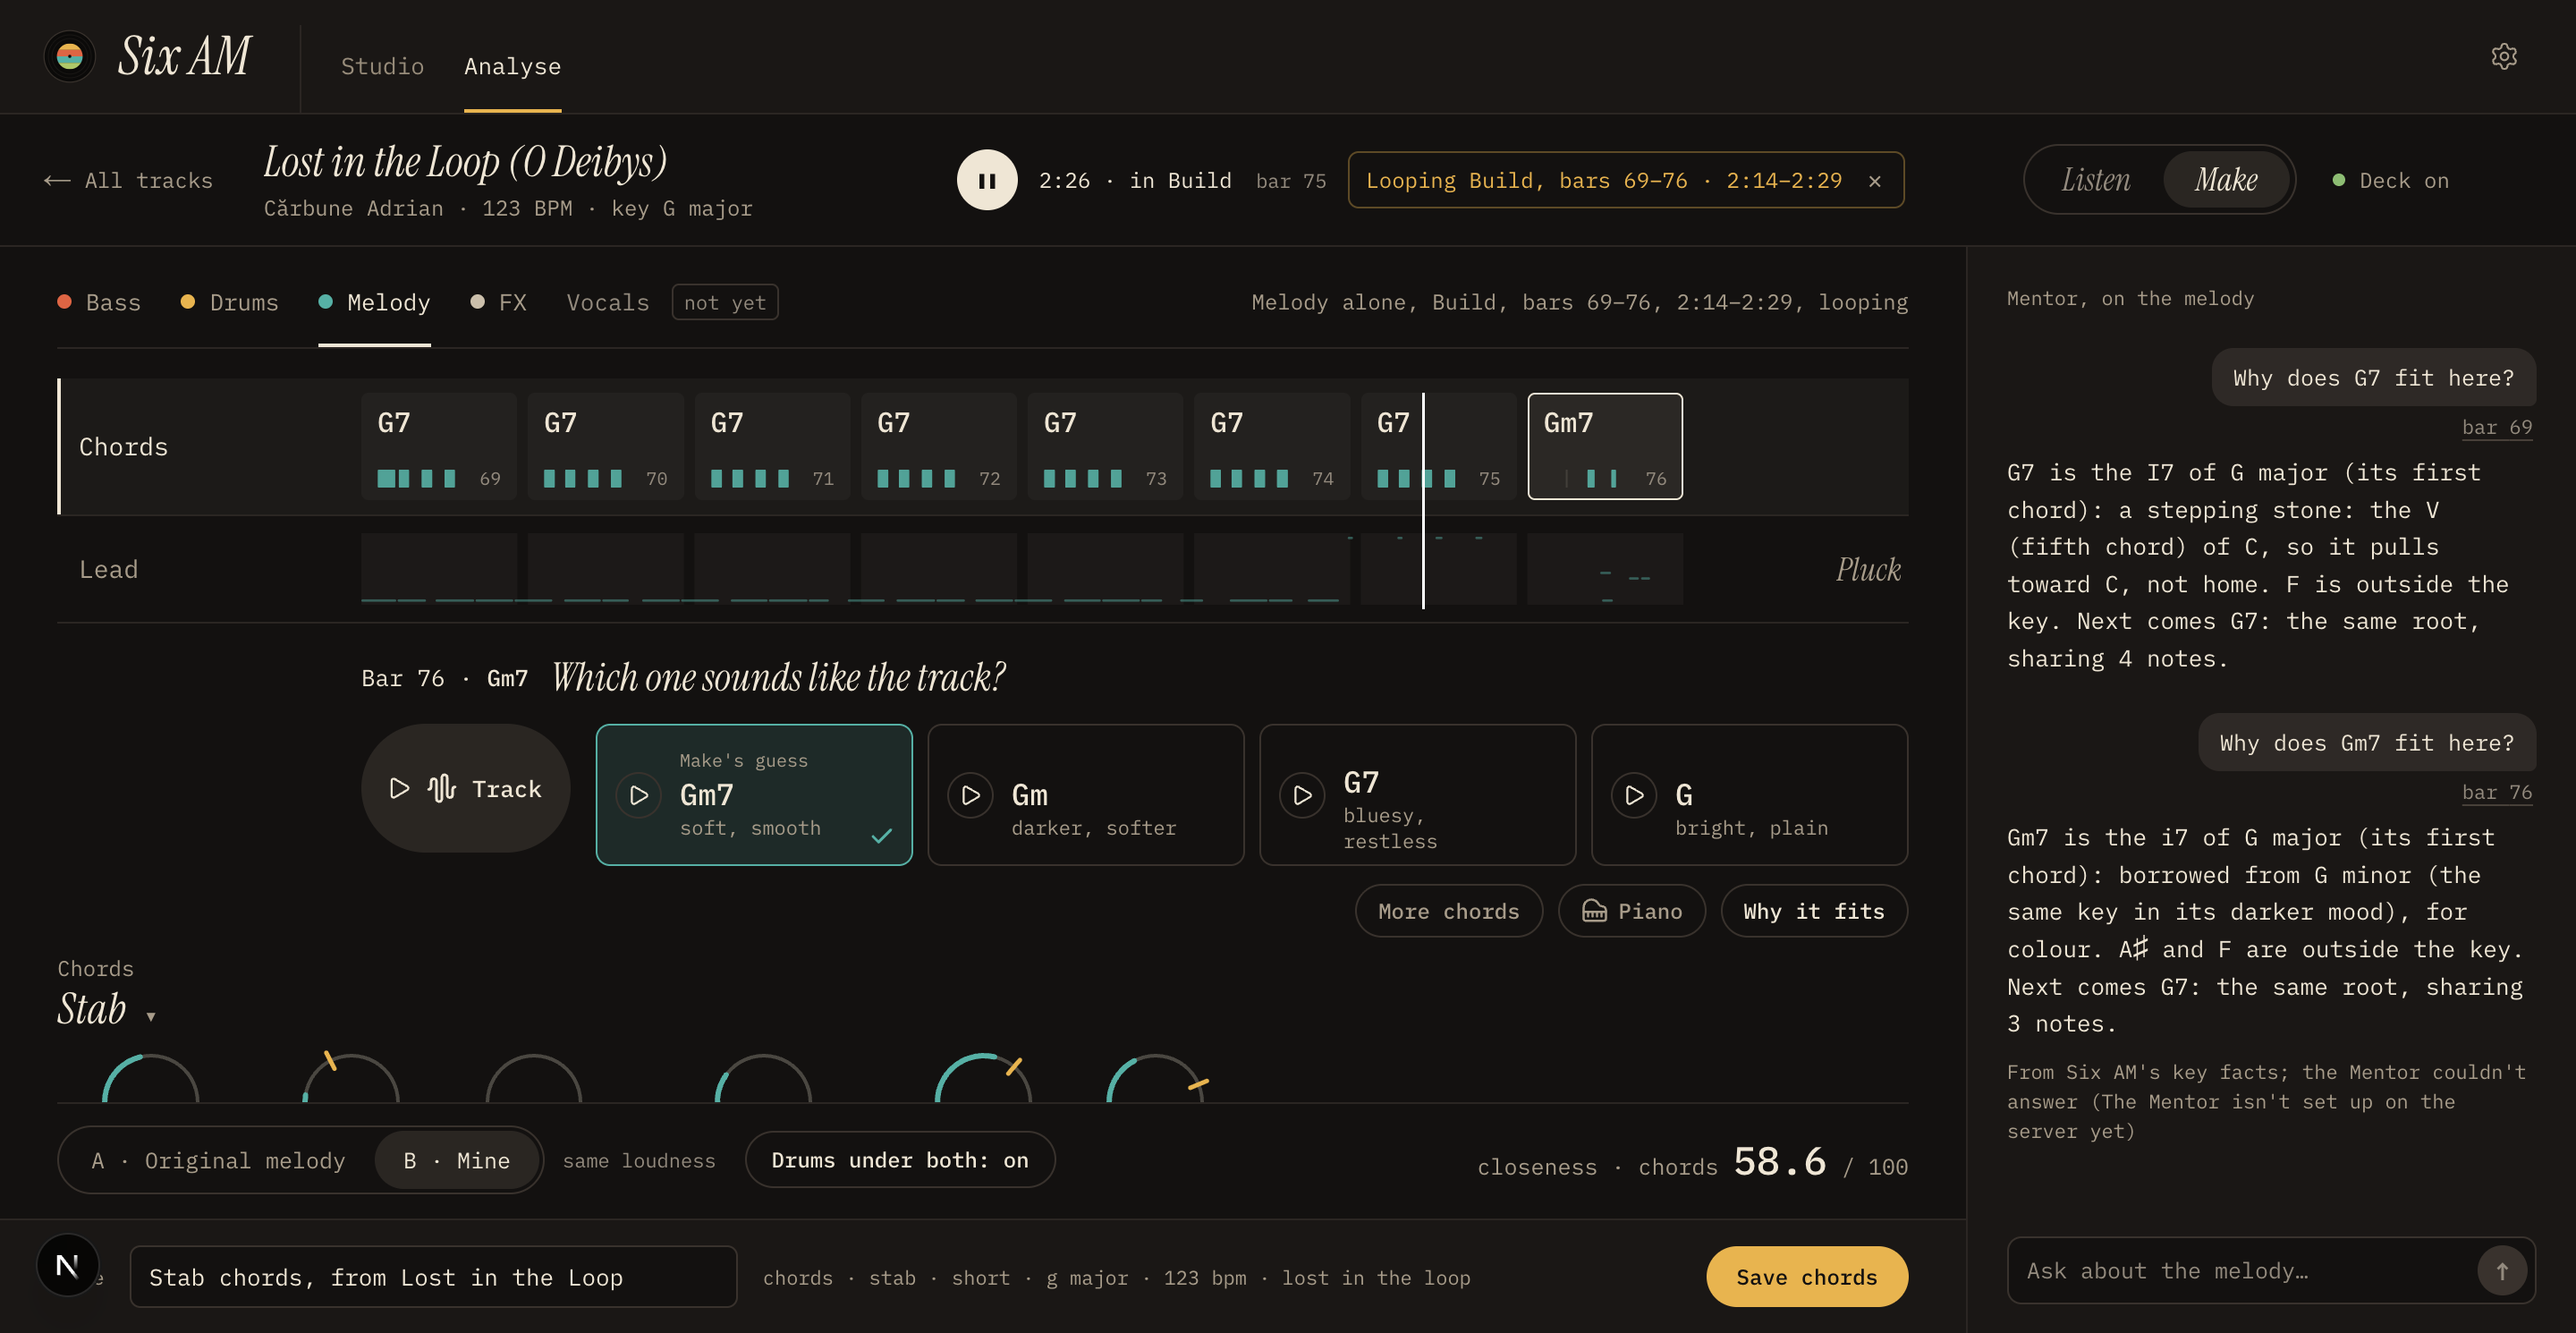 Six AM
Studio
Analyse
All tracks
Lost in the Loop (O Deibys)
Cărbune Adrian · 123 BPM · key G major
2:26 · in Build
bar 75
Looping Build, bars 69–76 · 2:14–2:29 ×
Listen
Make
Deck on
Bass
Drums
Melody
FX
Vocals
not yet
Melody alone, Build, bars 69–76, 2:14–2:29, looping
Chords
G7
69
G7
70
G7
71
G7
72
G7
73
G7
74
G7
75
Gm7
76
Lead
Pluck
Bar 76 · Gm7 Which one sounds like the track?
Track
Make's guess
Gm7
soft, smooth
Gm
darker, softer
G7
bluesy,
restless
G
bright, plain
More chords
Piano
Why it fits
Chords
Stab
A · Original melody
B · Mine
same loudness
Drums under both: on
closeness · chords 58.6 / 100
N
Stab chords, from Lost in the Loop
chords · stab · short · g major · 123 bpm · lost in the loop
Save chords
Mentor, on the melody
Why does G7 fit here?
bar 69
G7 is the I7 of G major (its first
chord): a stepping stone: the V
(fifth chord) of C, so it pulls
toward C, not home. F is outside the
key. Next comes G7: the same root,
sharing 4 notes.
Why does Gm7 fit here?
bar 76
Gm7 is the i7 of G major (its first
chord): borrowed from G minor (the
same key in its darker mood), for
colour. A♯ and F are outside the key.
Next comes G7: the same root, sharing
3 notes.
From Six AM's key facts; the Mentor couldn't
answer (The Mentor isn't set up on the
server yet)
Ask about the melody…